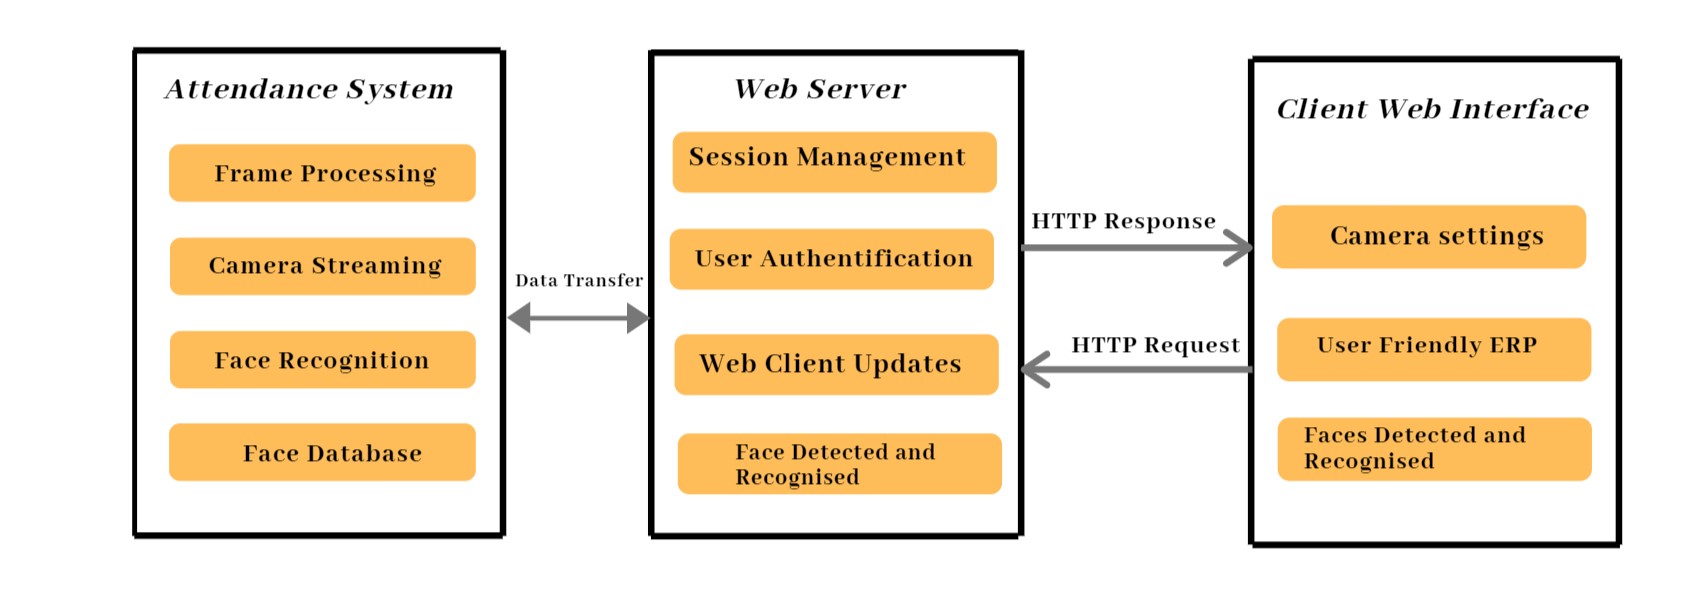 Attendance System
Frame Processing
Camera Streaming
Face Recognition
Face Database
Data Transfer
Web Server
Session Management
User Authentification
Web Client Updates
Face Detected and
Recognised
HTTP Response
HTTP Request
Client Web Interface
Camera settings
User Friendly ERP
Faces Detected and
Recognised